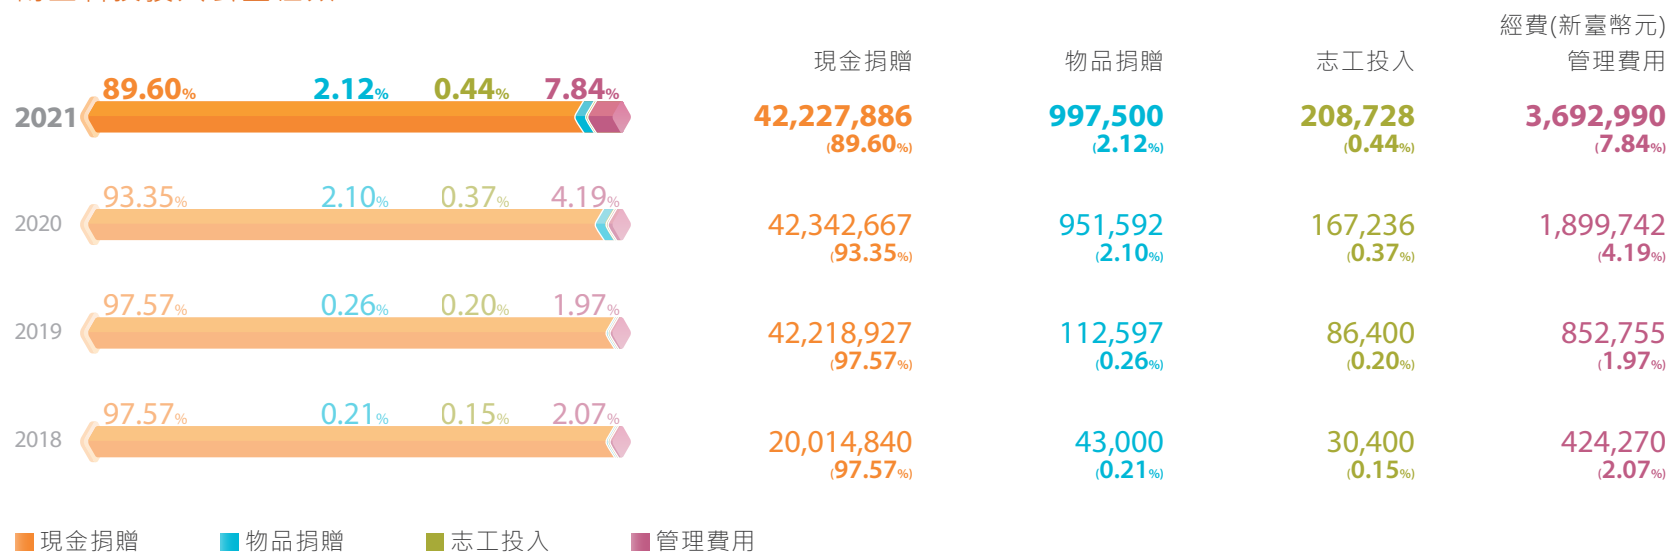 經費(新臺幣元)
現金捐贈 物品捐贈 志工投入 管理費用
89.60% 2.12% 0.44% 7.84%
2021 42,227,886 997,500 208,728 3,692,990
(89.60%) (2.12%) (0.44%) (7.84%)
93.35% 2.10% 0.37% 4.19%
2020 42,342,667 951,592 167,236 1,899,742
(93.35%) (2.10%) (0.37%) (4.19%)
97.57% 0.26% 0.20% 1.97%
2019 42,218,927 112,597 86,400 852,755
(97.57%) (0.26%) (0.20%) (1.97%)
97.57% 0.21% 0.15% 2.07%
2018 20,014,840 43,000 30,400 424,270
(97.57%) (0.21%) (0.15%) (2.07%)
現金捐贈 物品捐贈 志工投入 管理費用